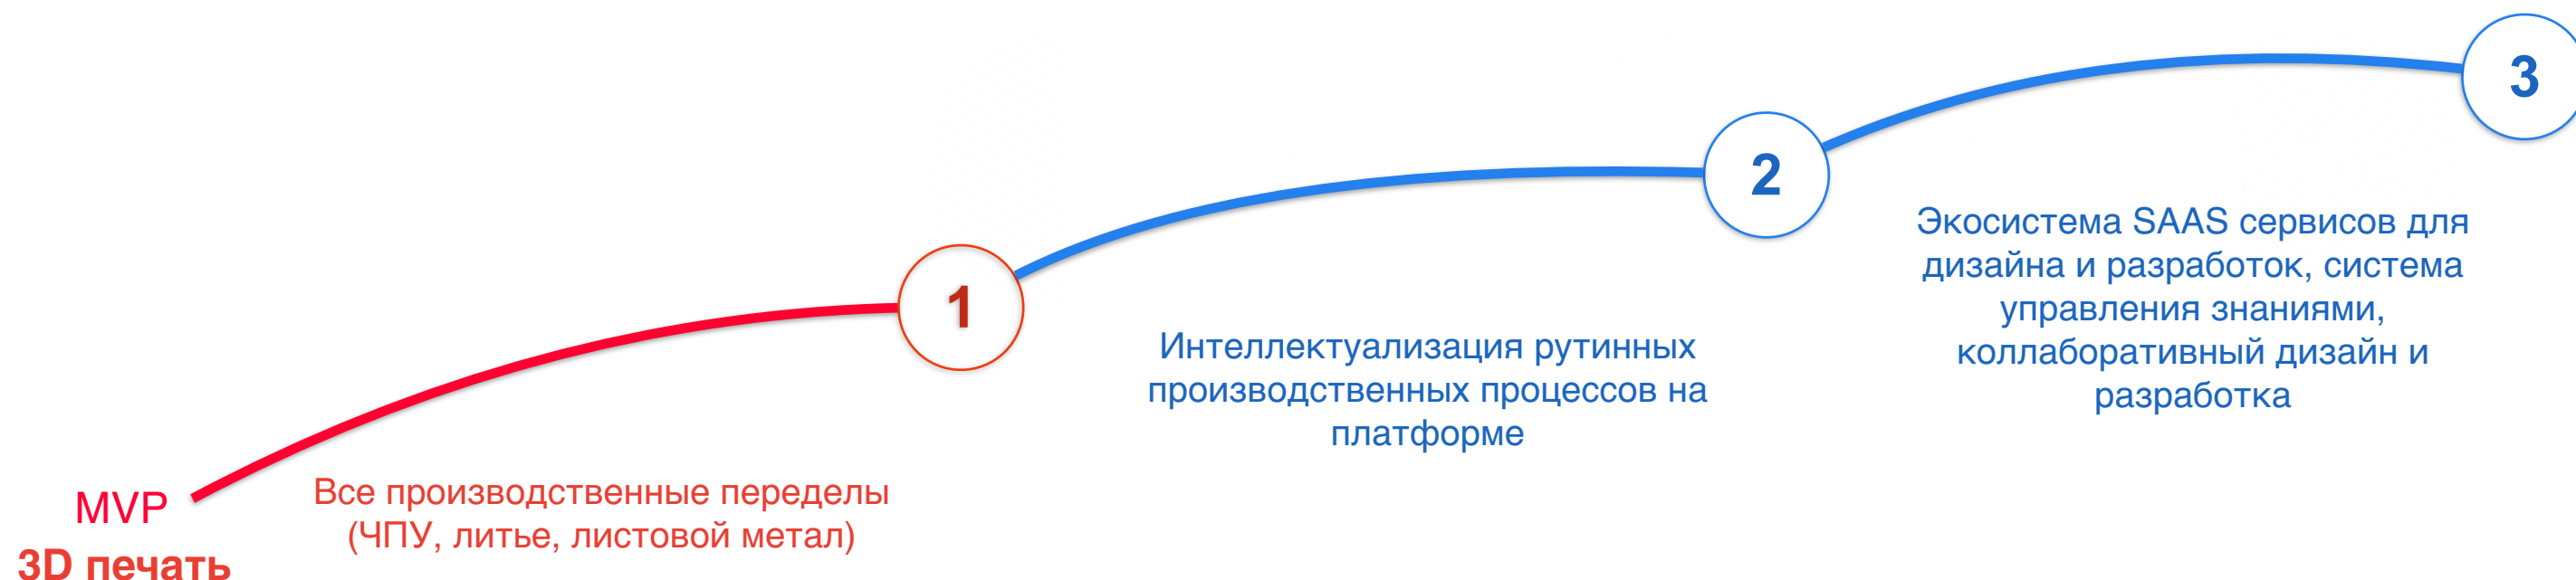 3
2
Экосистема SAAS сервисов для
дизайна и разработок, система
управления знаниями,
коллаборативный дизайн и
разработка
1
Интеллектуализация рутинных
производственных процессов на
платформе
MVP
3D печать
Все производственные переделы
(ЧПУ, литье, листовой метал)